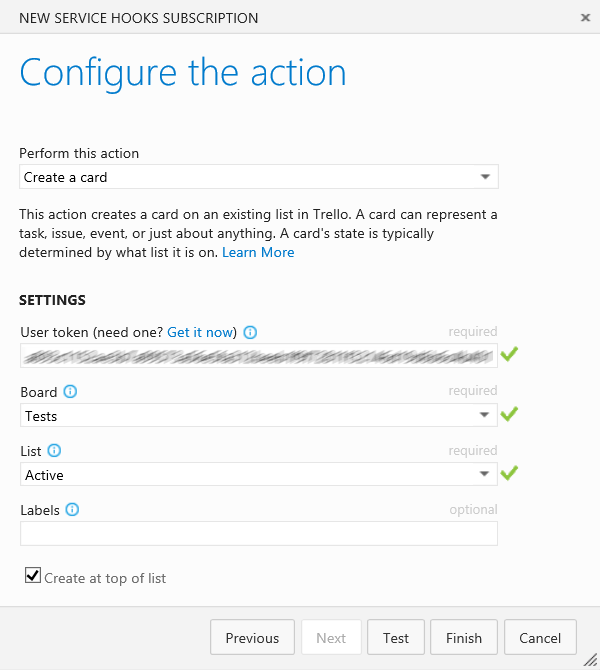 NEW SERVICE HOOKS SUBSCRIPTION
Configure the action
Perform this action
Create a card
This action creates a card on an existing list in Trello. A card can represent a
task, issue, event, or just about anything. A card's state is typically
determined by what list it is on. Learn More
SETTINGS
User token (need one? Get it now) required
Board required
Tests
List required
Active
Labels optional
Create at top of list
Previous Next Test Finish Cancel